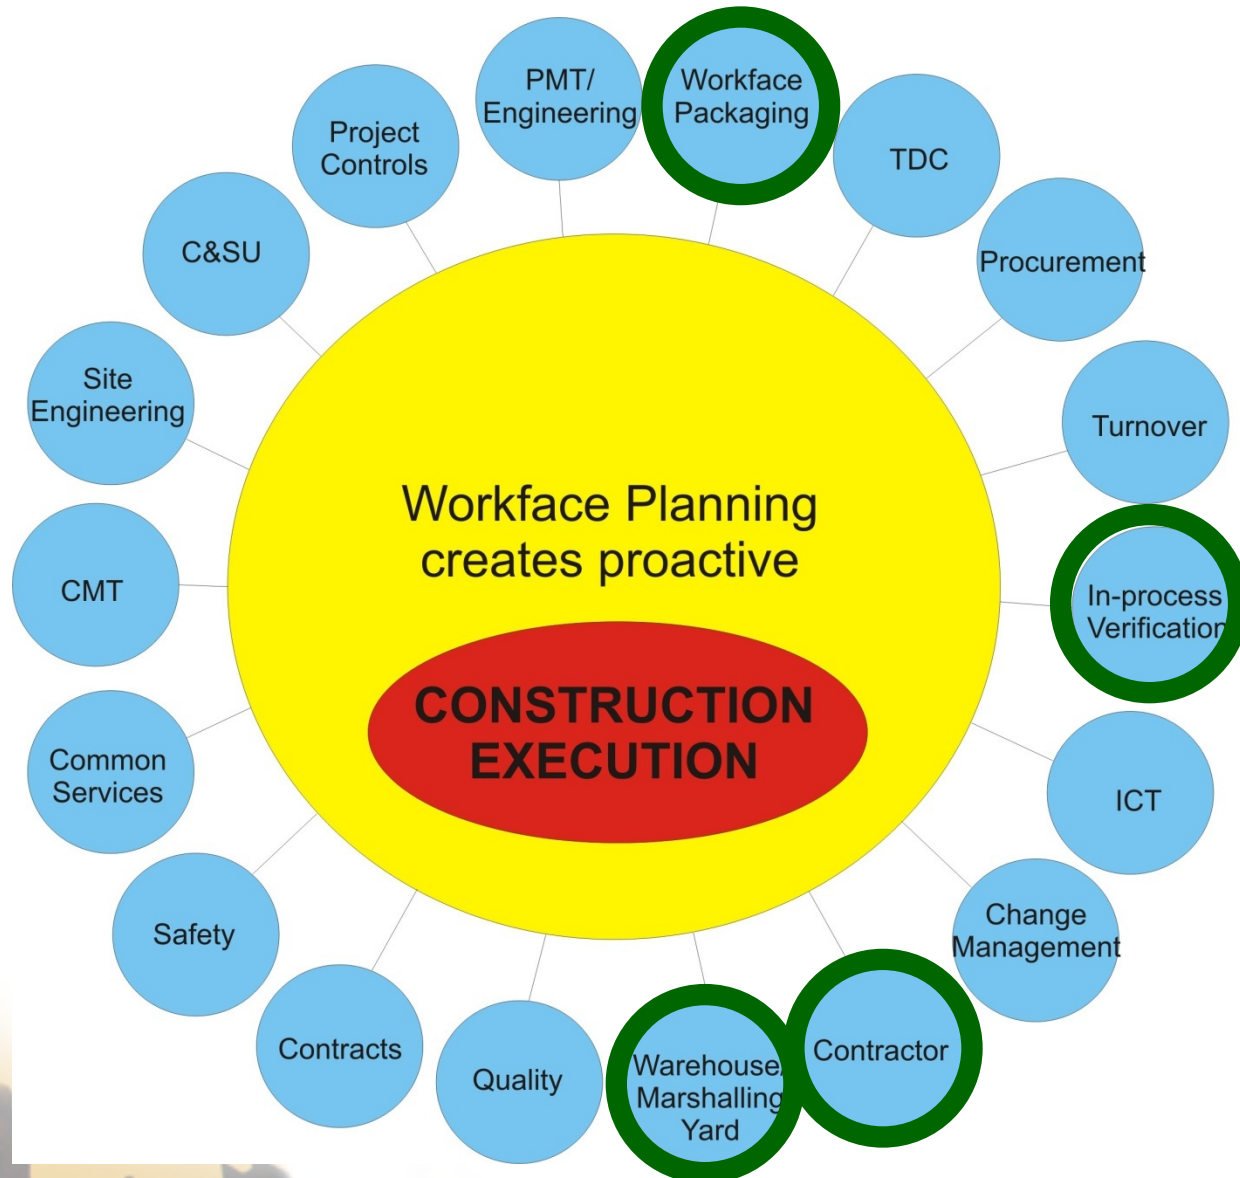 PMT/
Engineering
Workface
Packaging
TDC
Procurement
Turnover
In-process
Verification
ICT
Change
Management
Contractor
Warehouse/
Marshalling
Yard
Quality
Contracts
Safety
Common
Services
CMT
Site
Engineering
C&SU
Project
Controls
Workface Planning
creates proactive
CONSTRUCTION
EXECUTION